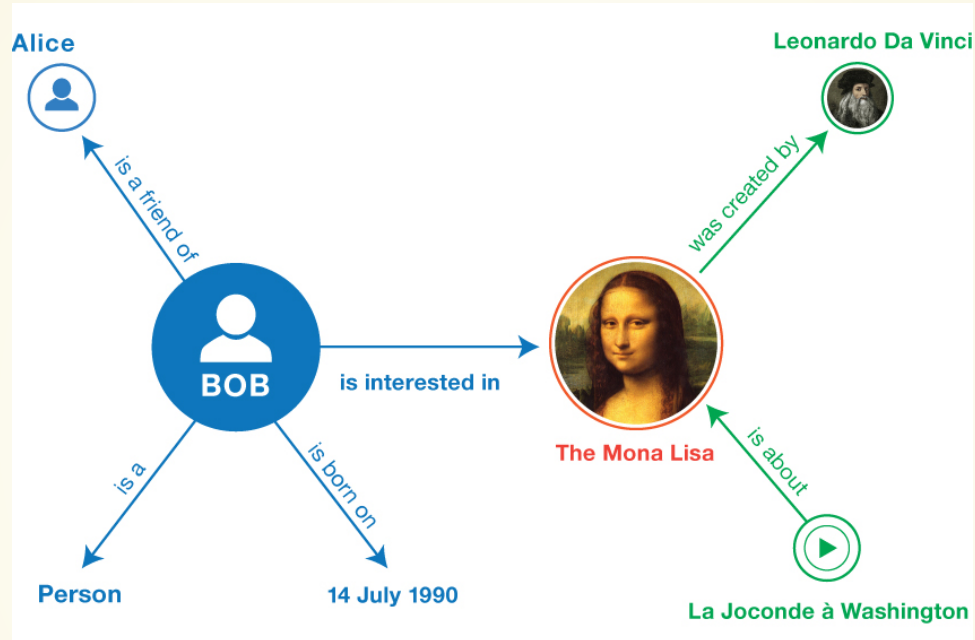 Alice
Leonardo Da Vinci
is a friend of
was created by
BOB
is interested in
The Mona Lisa
is a
is born on
is about
Person
14 July 1990
La Joconde à Washington